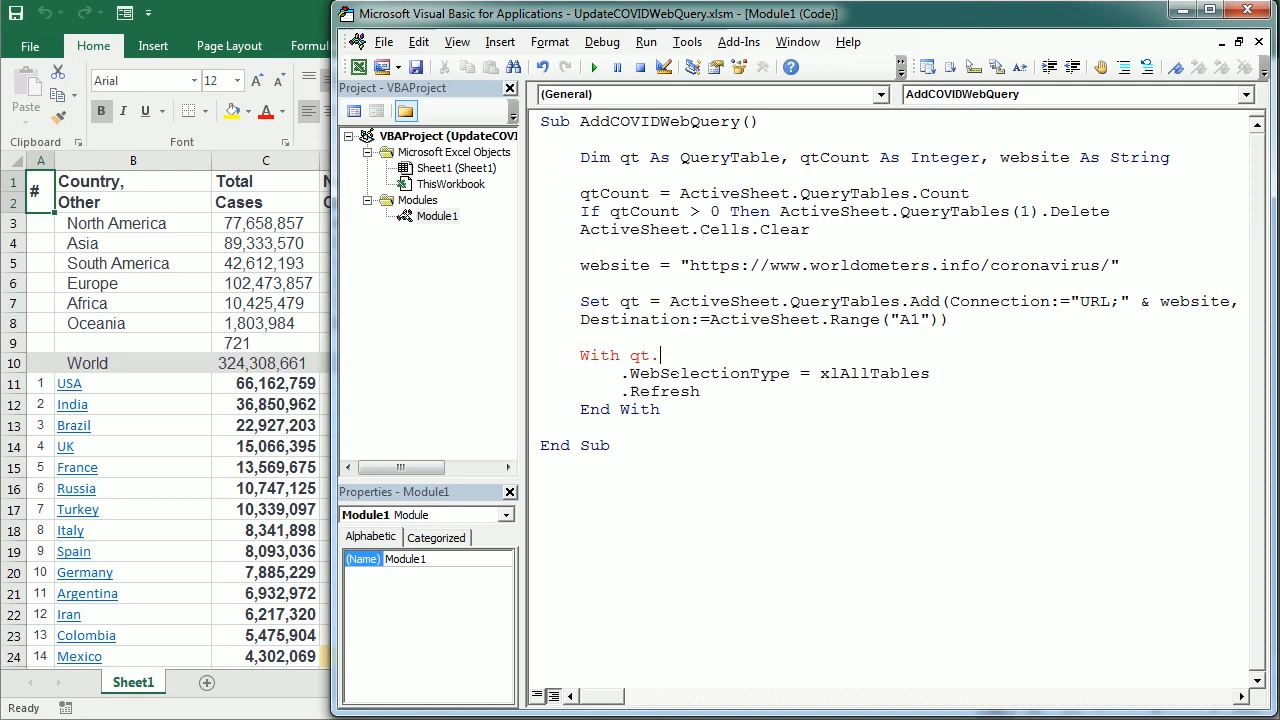 File Home Insert Page Layout Formul
Paste
Arial 12
B I U
Clipboard Font
A B C
# Country, Total N
Other Cases C
North America 77,658,857
Asia 89,333,570
South America 42,612,193
Europe 102,473,857
Africa 10,425,479
Oceania 1,803,984
721
World 324,308,661
1 USA 66,162,759
2 India 36,850,962
3 Brazil 22,927,203
4 UK 15,066,395
5 France 13,569,675
6 Russia 10,747,125
7 Turkey 10,339,097
8 Italy 8,341,898
9 Spain 8,093,036
10 Germany 7,885,229
11 Argentina 6,932,972
12 Iran 6,217,320
13 Colombia 5,475,904
14 Mexico 4,302,069
1
2
3
4
5
6
7
8
9
10
11
12
13
14
15
16
17
18
19
20
21
22
23
24
Sheet1
Ready
Microsoft Visual Basic for Applications - UpdateCOVIDWebQuery.xlsm - [Module1 (Code)]
File Edit View Insert Format Debug Run Tools Add-Ins Window Help
Project - VBAProject
VBAProject (UpdateCOVI
Microsoft Excel Objects
Sheet1 (Sheet1)
ThisWorkbook
Modules
Module1
Properties - Module1
Module1 Module
Alphabetic Categorized
(Name) Module1
(General) AddCOVIDWebQuery
Sub AddCOVIDWebQuery()
Dim qt As QueryTable, qtCount As Integer, website As String
qtCount = ActiveSheet.QueryTables.Count
If qtCount > 0 Then ActiveSheet.QueryTables(1).Delete
ActiveSheet.Cells.Clear
website = "https://www.worldometers.info/coronavirus/"
Set qt = ActiveSheet.QueryTables.Add(Connection:="URL;" & website,
Destination:=ActiveSheet.Range("A1"))
With qt.
.WebSelectionType = xlAllTables
.Refresh
End With
End Sub